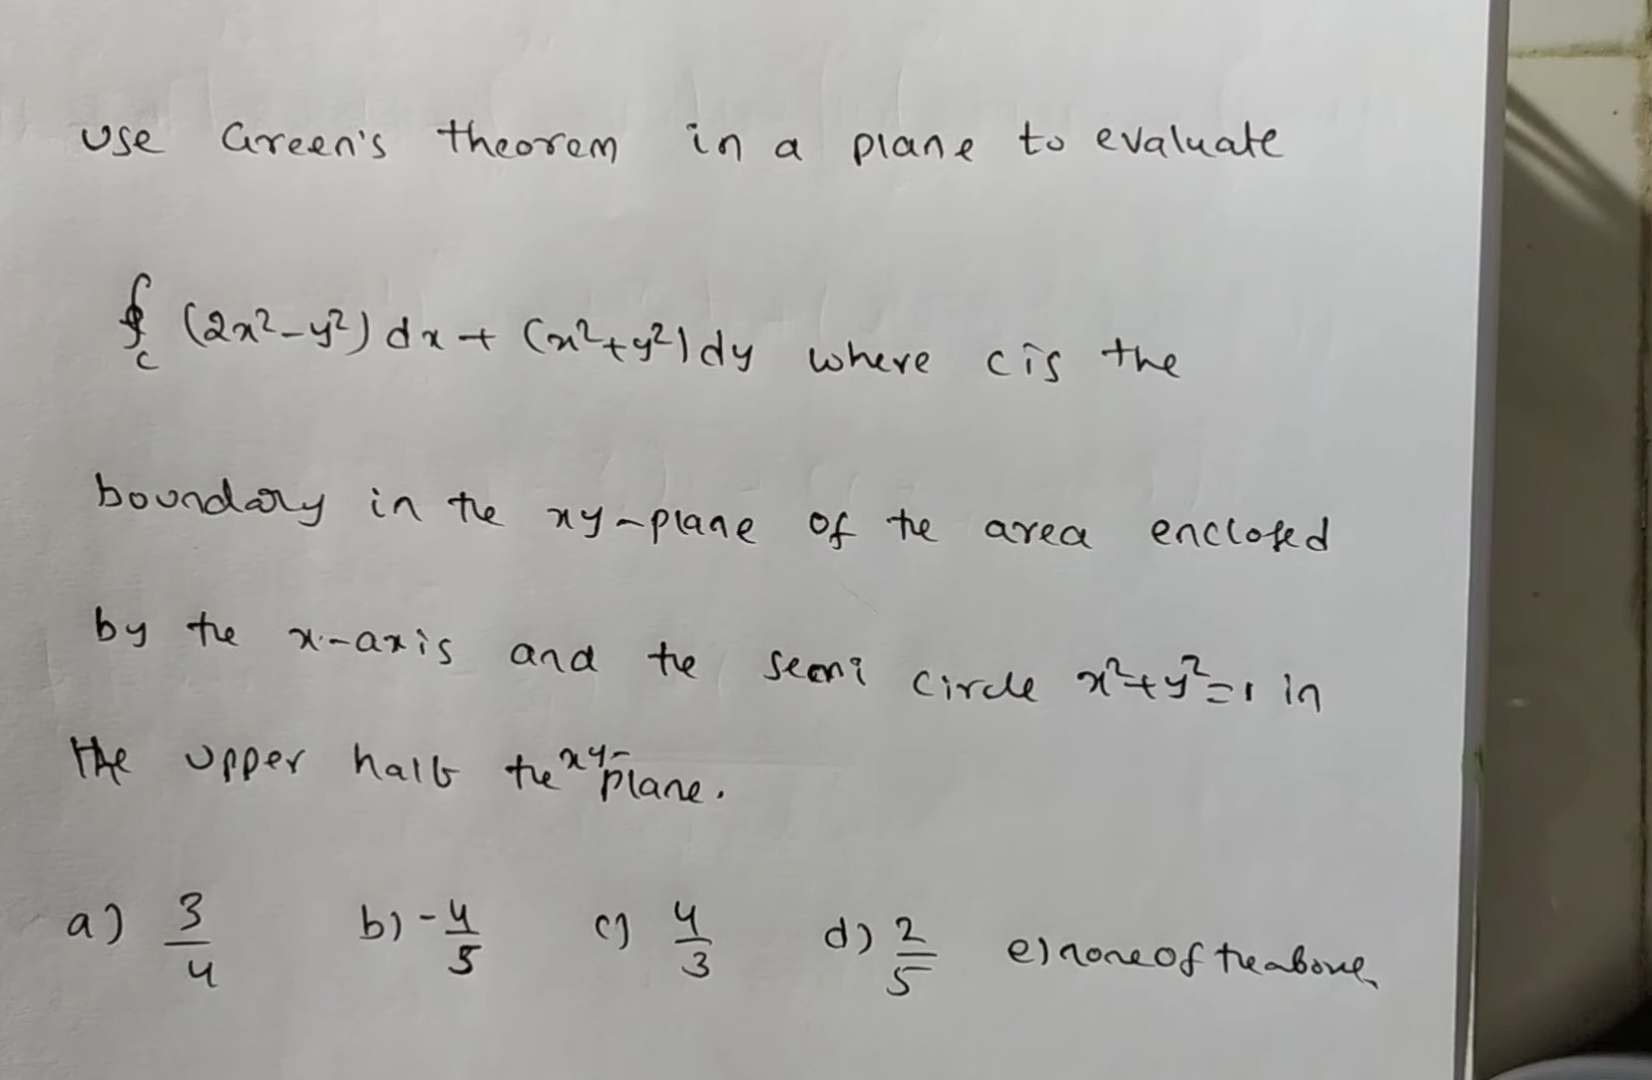 use Green's theorem in a plane to evaluate
∮c (2x²-y²) dx + (x²+y²) dy where c is the
boundary in the xy-plane of the area enclosed
by the x-axis and the semi circle x²+y²=1 in
the upper half the xy-plane.
a) 3/4 b) -4/5 c) 4/3 d) 2/5 e) none of the above